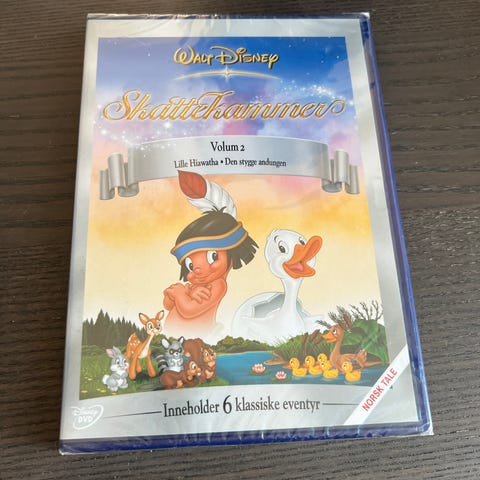 WALT DISNEY
Skattekammer
Volum 2
Lille Hiawatha • Den stygge andungen
NORSK TALE
Inneholder 6 klassiske eventyr
Disney
DVD